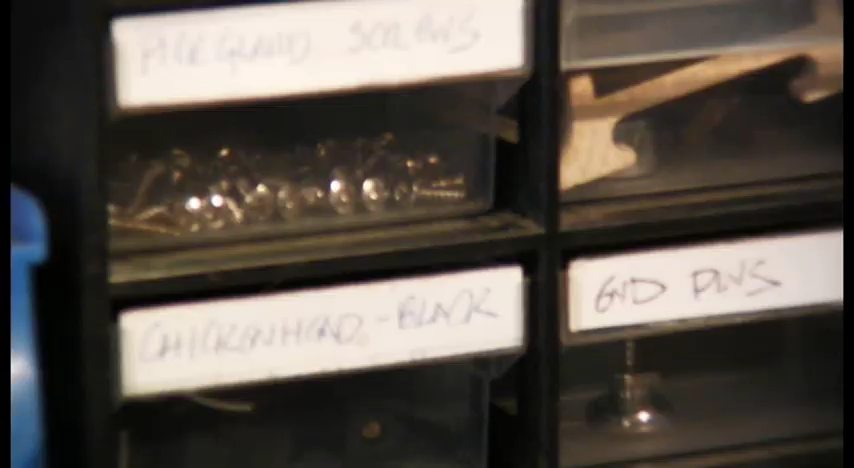 PICKGUARD SCREWS
CHICKENHEAD - BLACK
GND PINS